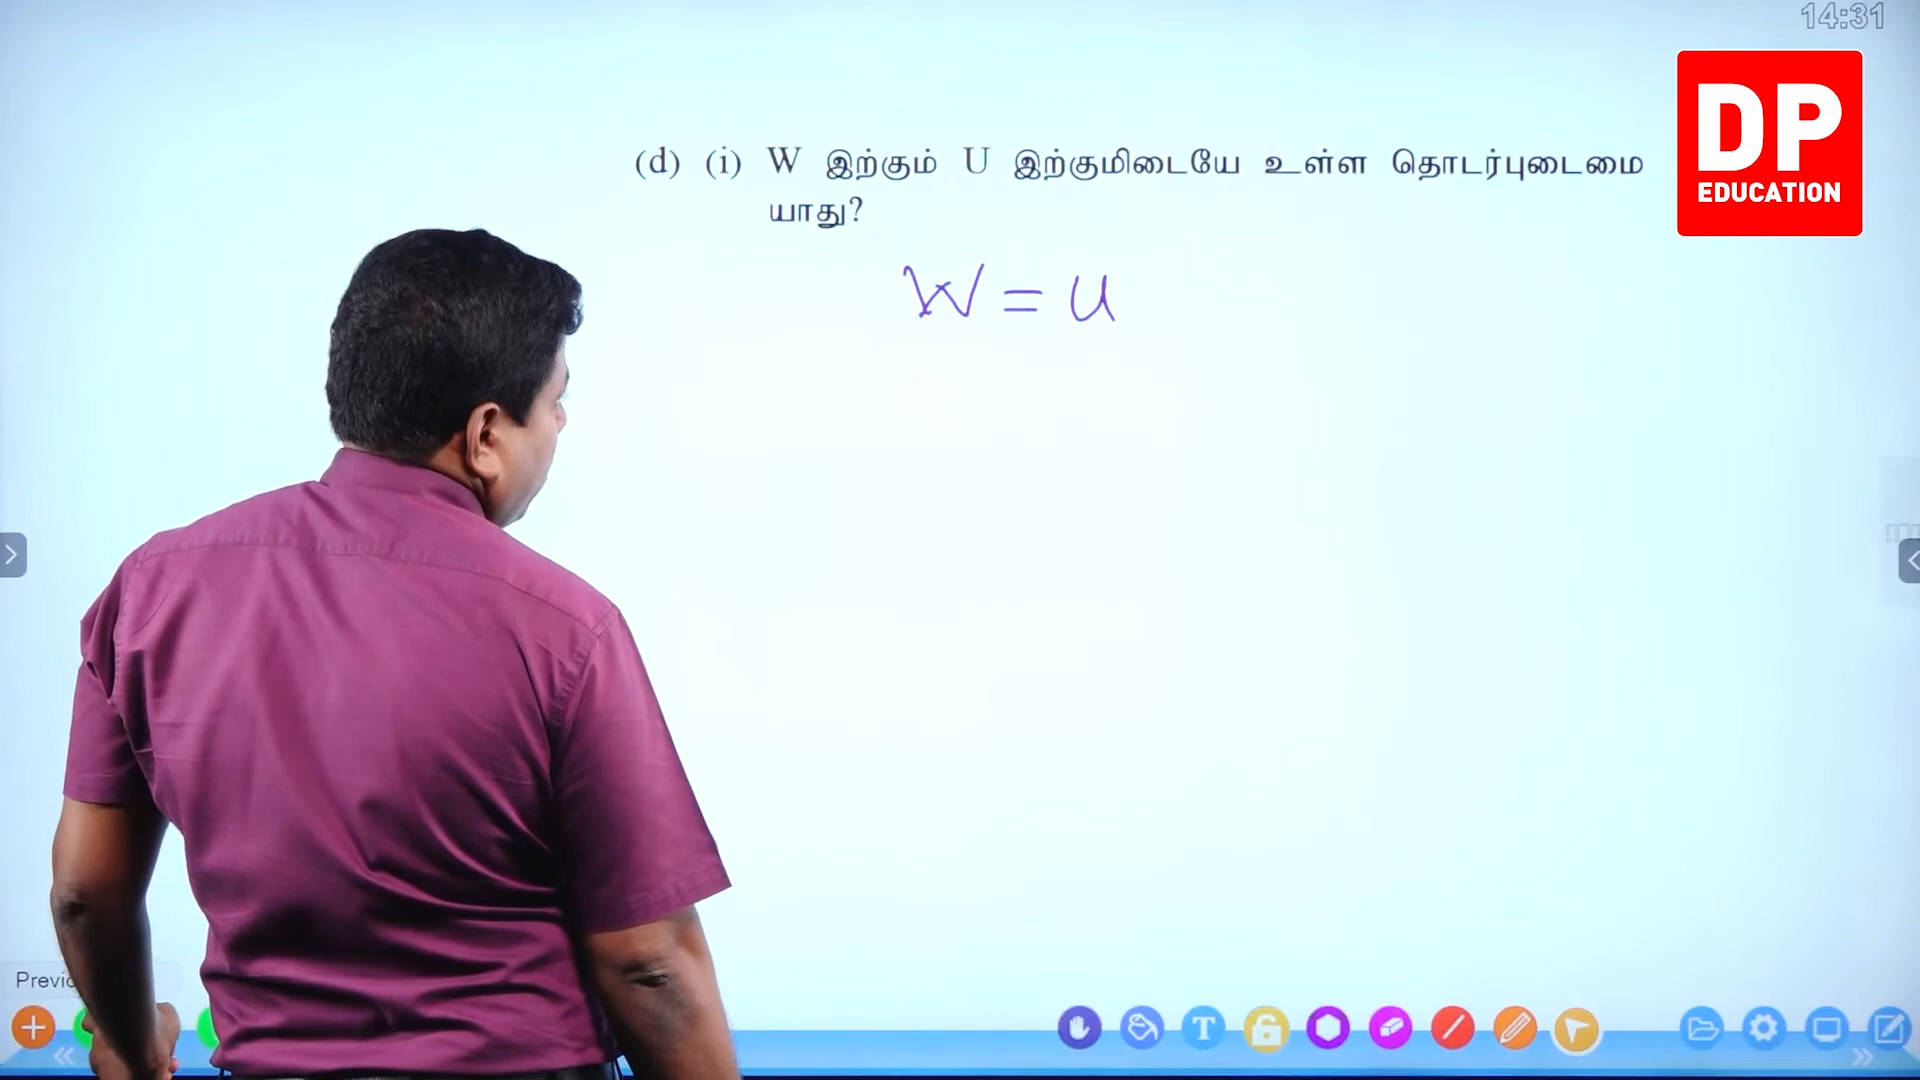 14:31
DP
EDUCATION
(d) (i) W இற்கும் U இற்குமிடையே உள்ள தொடர்புடைமை
யாது?
W = U
T